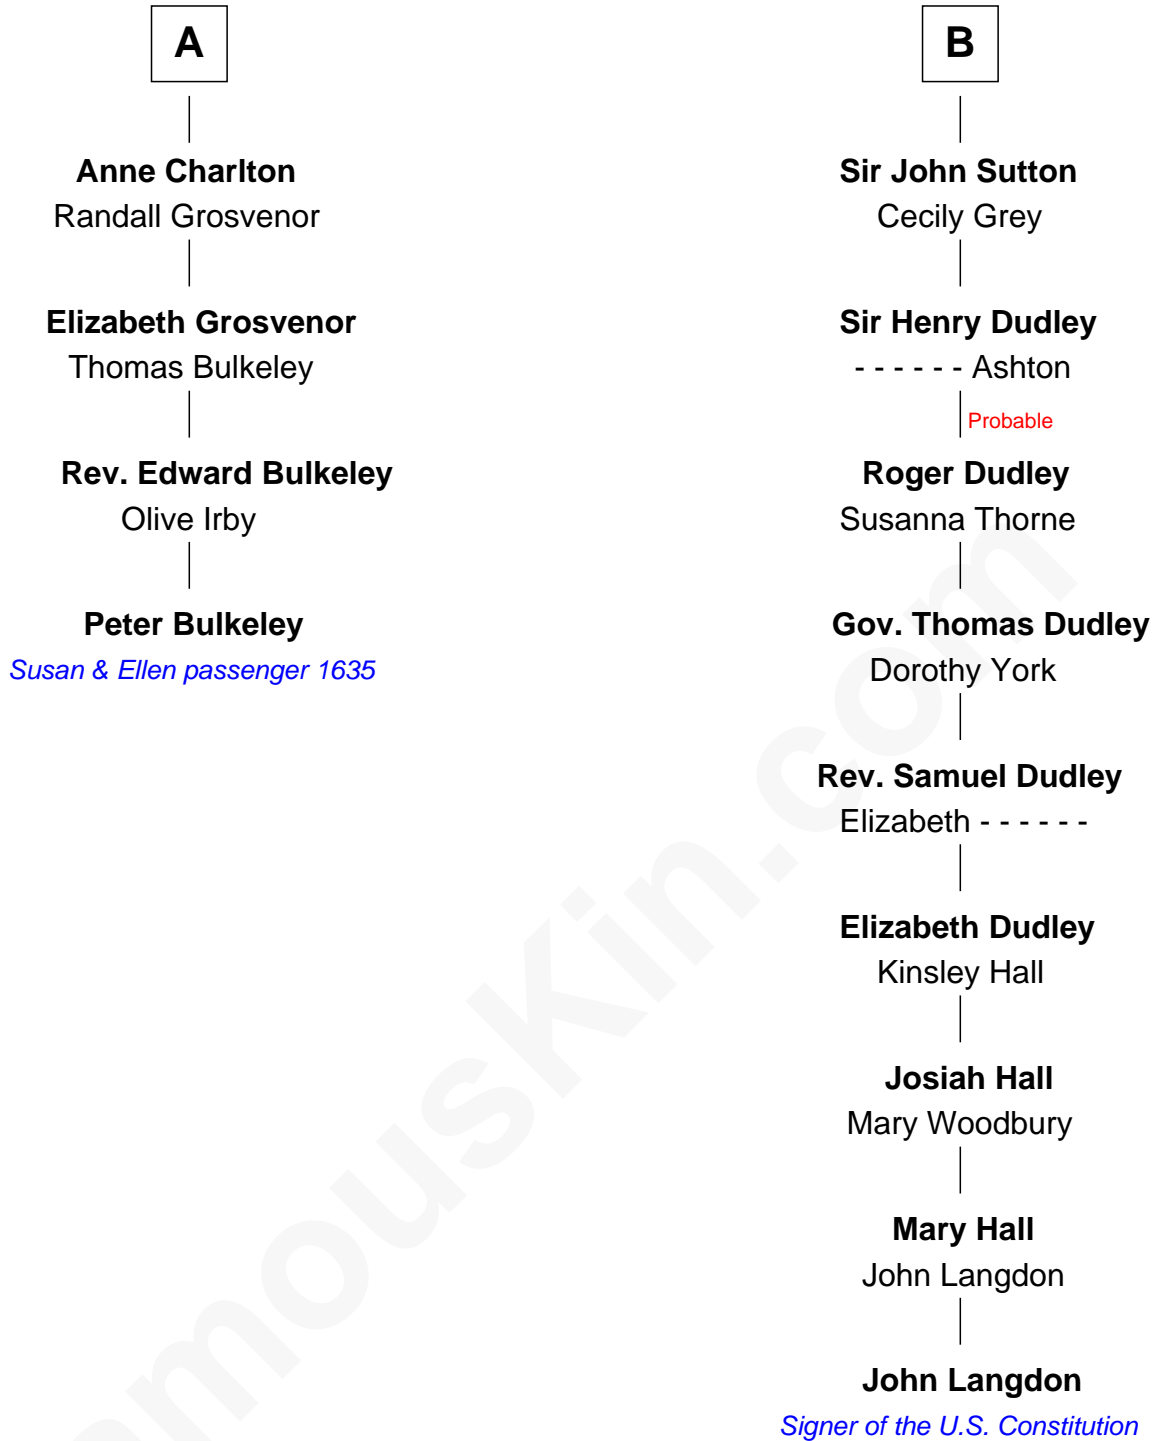 A
Anne Charlton
Randall Grosvenor
Elizabeth Grosvenor
Thomas Bulkeley
Rev. Edward Bulkeley
Olive Irby
Peter Bulkeley
Susan & Ellen passenger 1635
B
Sir John Sutton
Cecily Grey
Sir Henry Dudley
- - - - - - Ashton
Probable
Roger Dudley
Susanna Thorne
Gov. Thomas Dudley
Dorothy York
Rev. Samuel Dudley
Elizabeth - - - - - -
Elizabeth Dudley
Kinsley Hall
Josiah Hall
Mary Woodbury
Mary Hall
John Langdon
John Langdon
Signer of the U.S. Constitution
amouskin.com